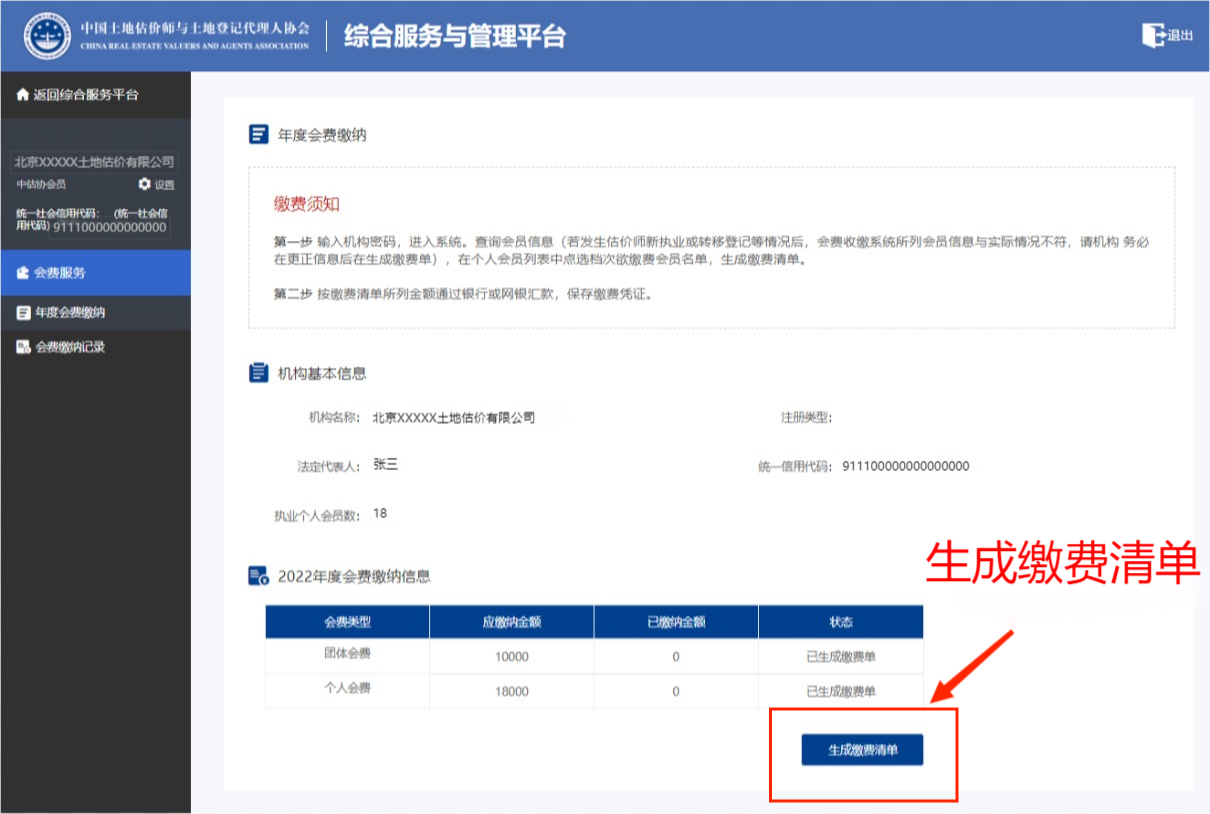 中国土地估价师与土地登记代理人协会
CHINA REAL ESTATE VALUERS AND AGENTS ASSOCIATION
综合服务与管理平台
退出
返回综合服务平台
北京XXXXX土地估价有限公司
中估协会员
设置
统一社会信用代码: (统一社会信
用代码) 9111000000000000
会费服务
年度会费缴纳
会费缴纳记录
年度会费缴纳
缴费须知
第一步 输入机构密码，进入系统。查询会员信息（若发生估价师新执业或转移登记等情况后，会费收缴系统所列会员信息与实际情况不符，请机构 务必
在更正信息后在生成缴费单），在个人会员列表中点选档次欲缴费会员名单，生成缴费清单。
第二步 按缴费清单所列金额通过银行或网银汇款，保存缴费凭证。
机构基本信息
机构名称: 北京XXXXX土地估价有限公司
注册类型:
法定代表人: 张三
统一信用代码: 911100000000000000
执业个人会员数: 18
生成缴费清单
2022年度会费缴纳信息
会费类型 应缴纳金额 已缴纳金额 状态
团体会费 10000 0 已生成缴费单
个人会费 18000 0 已生成缴费单
生成缴费清单